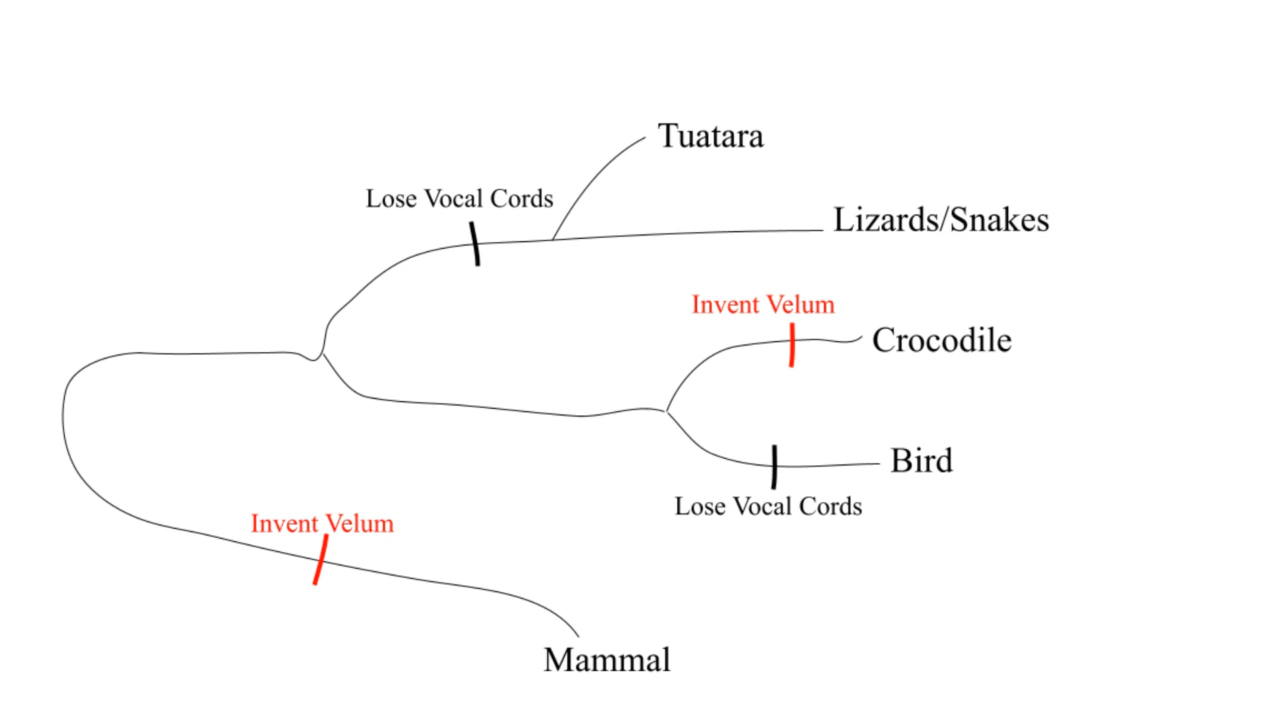 Tuatara
Lose Vocal Cords
Lizards/Snakes
Invent Velum
Crocodile
Bird
Lose Vocal Cords
Invent Velum
Mammal